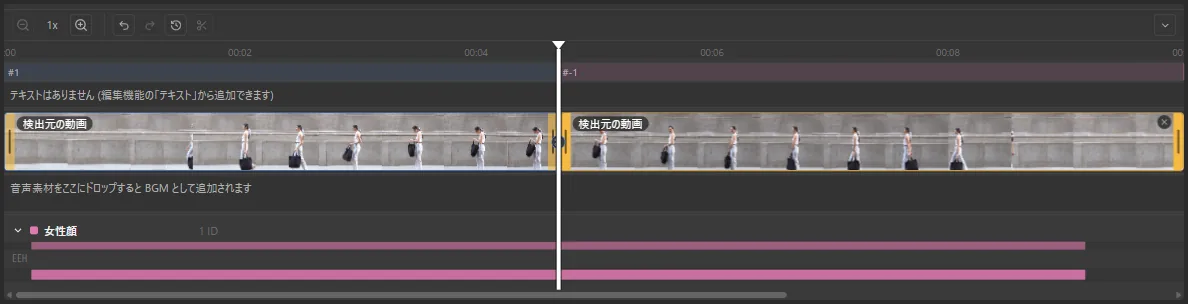 1x
:00 00:02 00:04 00:06 00:08 00
#1 #-1
テキストはありません (編集機能の「テキスト」から追加できます)
検出元の動画 検出元の動画
音声素材をここにドロップすると BGM として追加されます
女性顔 1 ID
EEH